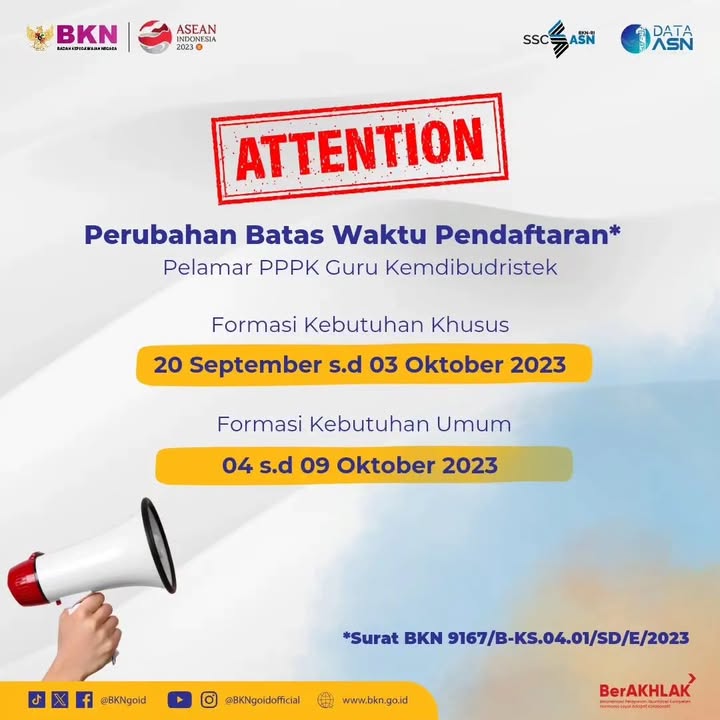 BKN
BADAN KEPEGAWAIAN NEGARA
ASEAN
INDONESIA
2023
SSC
BKN-RI
ASN
DATA
ASN
ATTENTION
Perubahan Batas Waktu Pendaftaran*
Pelamar PPPK Guru Kemdibudristek
Formasi Kebutuhan Khusus
20 September s.d 03 Oktober 2023
Formasi Kebutuhan Umum
04 s.d 09 Oktober 2023
*Surat BKN 9167/B-KS.04.01/SD/E/2023
@BKNgoid
@BKNgoidofficial
www.bkn.go.id
BerAKHLAK